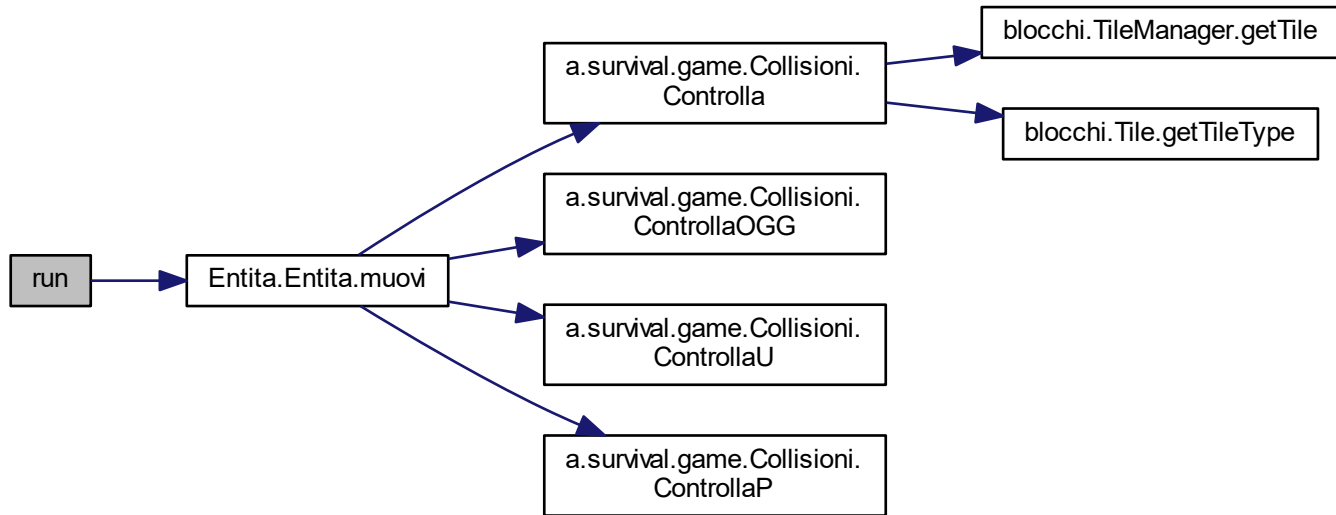 run
Entita.Entita.muovi
a.survival.game.Collisioni.
Controlla
a.survival.game.Collisioni.
ControllaOGG
a.survival.game.Collisioni.
ControllaU
a.survival.game.Collisioni.
ControllaP
blocchi.TileManager.getTile
blocchi.Tile.getTileType